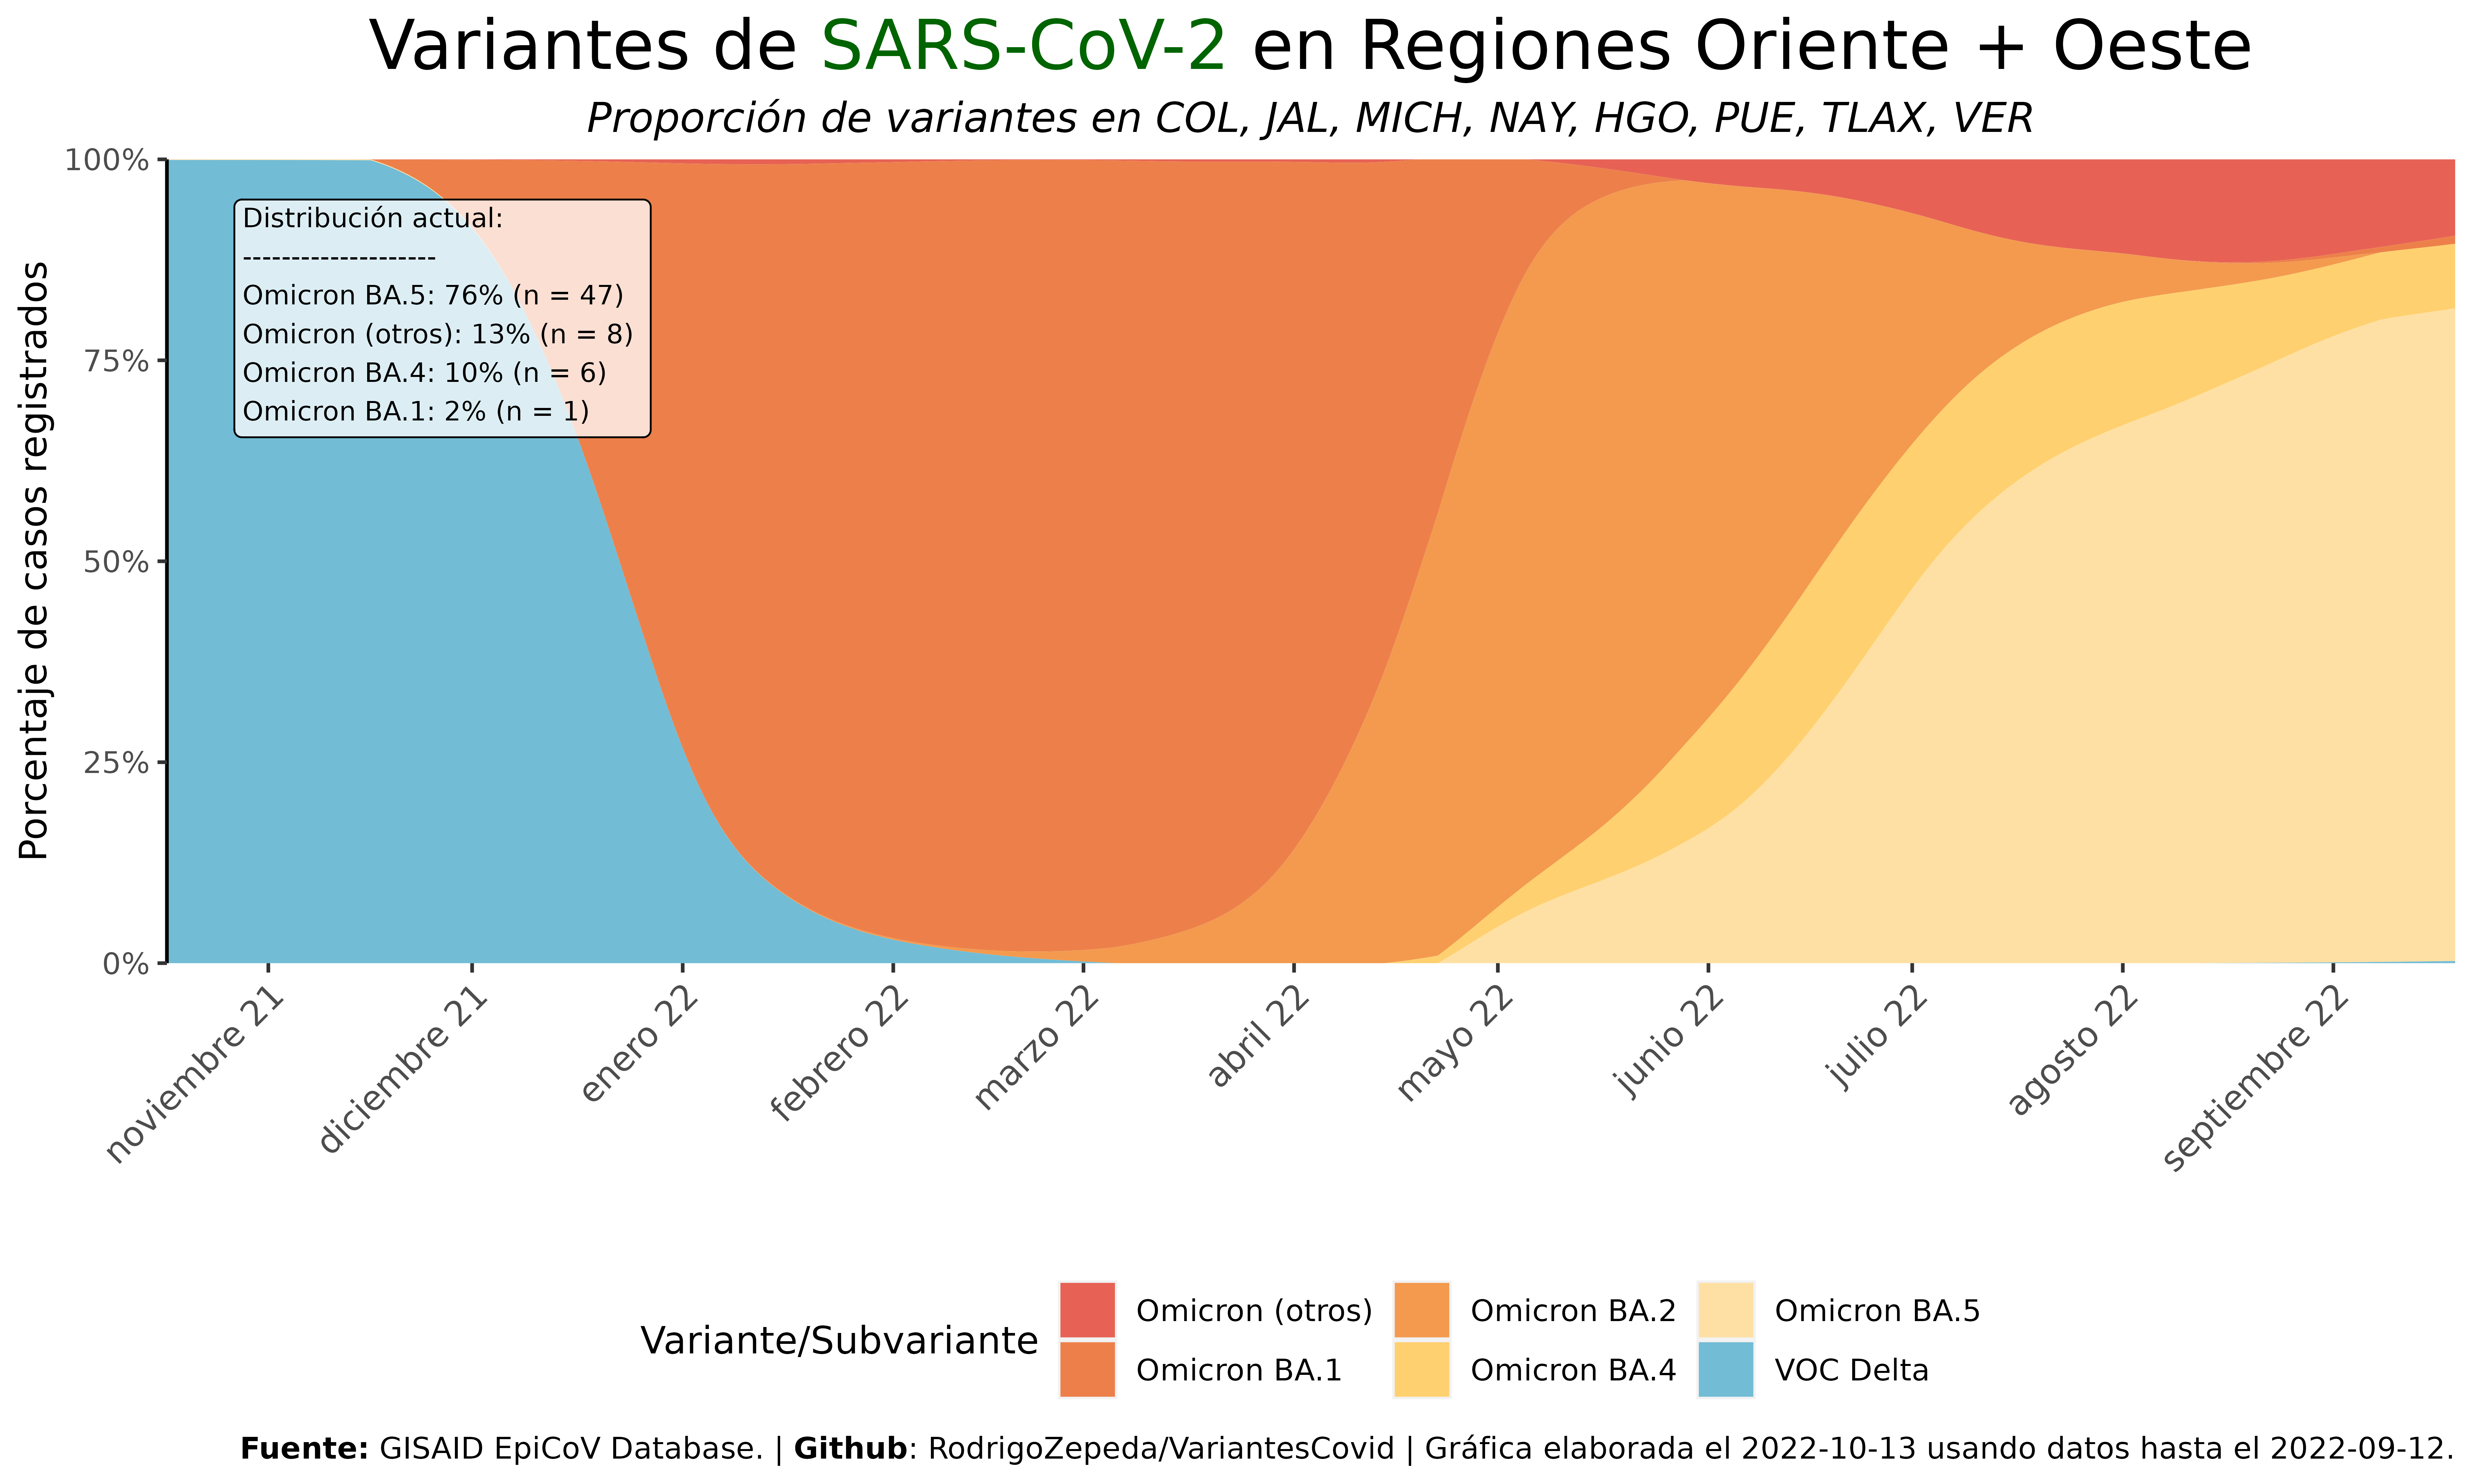 Variantes de SARS-CoV-2 en Regiones Oriente + Oeste
Proporción de variantes en COL, JAL, MICH, NAY, HGO, PUE, TLAX, VER
Porcentaje de casos registrados
100%
75%
50%
25%
0%
Distribución actual:
--------------------
Omicron BA.5: 76% (n = 47)
Omicron (otros): 13% (n = 8)
Omicron BA.4: 10% (n = 6)
Omicron BA.1: 2% (n = 1)
noviembre 21
diciembre 21
enero 22
febrero 22
marzo 22
abril 22
mayo 22
junio 22
julio 22
agosto 22
septiembre 22
Variante/Subvariante
Omicron (otros)
Omicron BA.1
Omicron BA.2
Omicron BA.4
Omicron BA.5
VOC Delta
Fuente: GISAID EpiCoV Database. | Github: RodrigoZepeda/VariantesCovid | Gráfica elaborada el 2022-10-13 usando datos hasta el 2022-09-12.